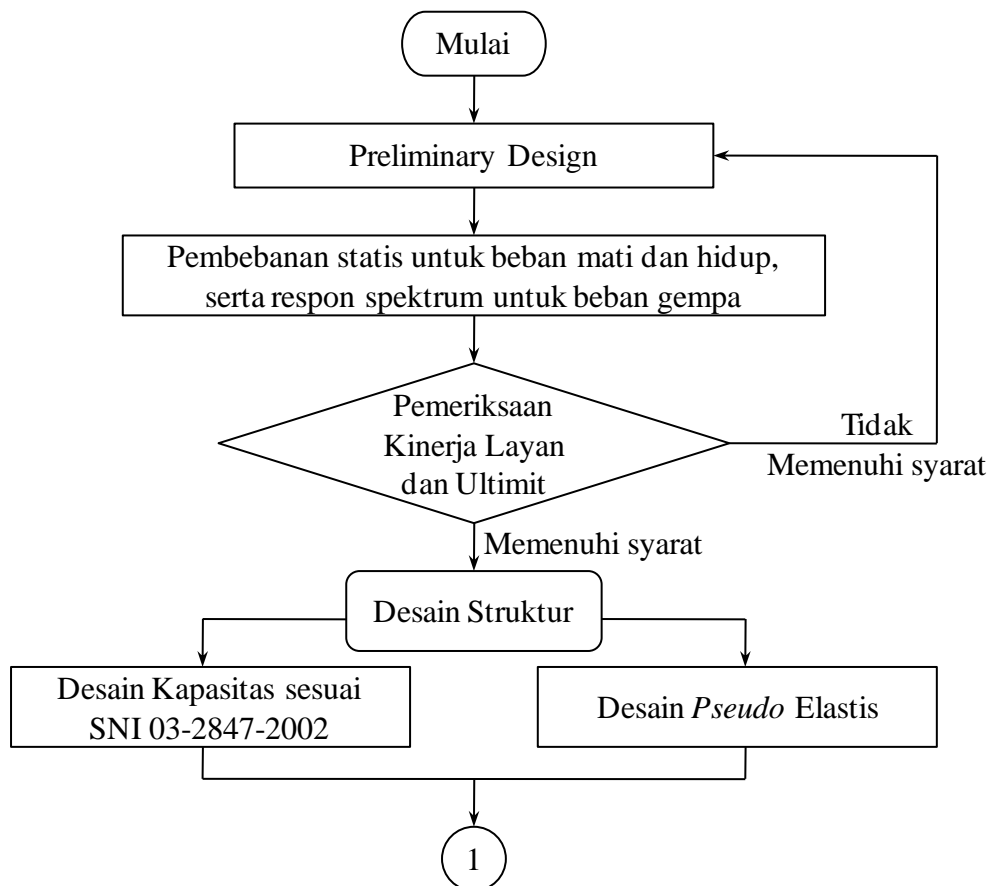 Mulai
Preliminary Design
Pembebanan statis untuk beban mati dan hidup,
serta respon spektrum untuk beban gempa
Pemeriksaan
Kinerja Layan
dan Ultimit
Tidak
Memenuhi syarat
Memenuhi syarat
Desain Struktur
Desain Kapasitas sesuai
SNI 03-2847-2002
Desain Pseudo Elastis
1